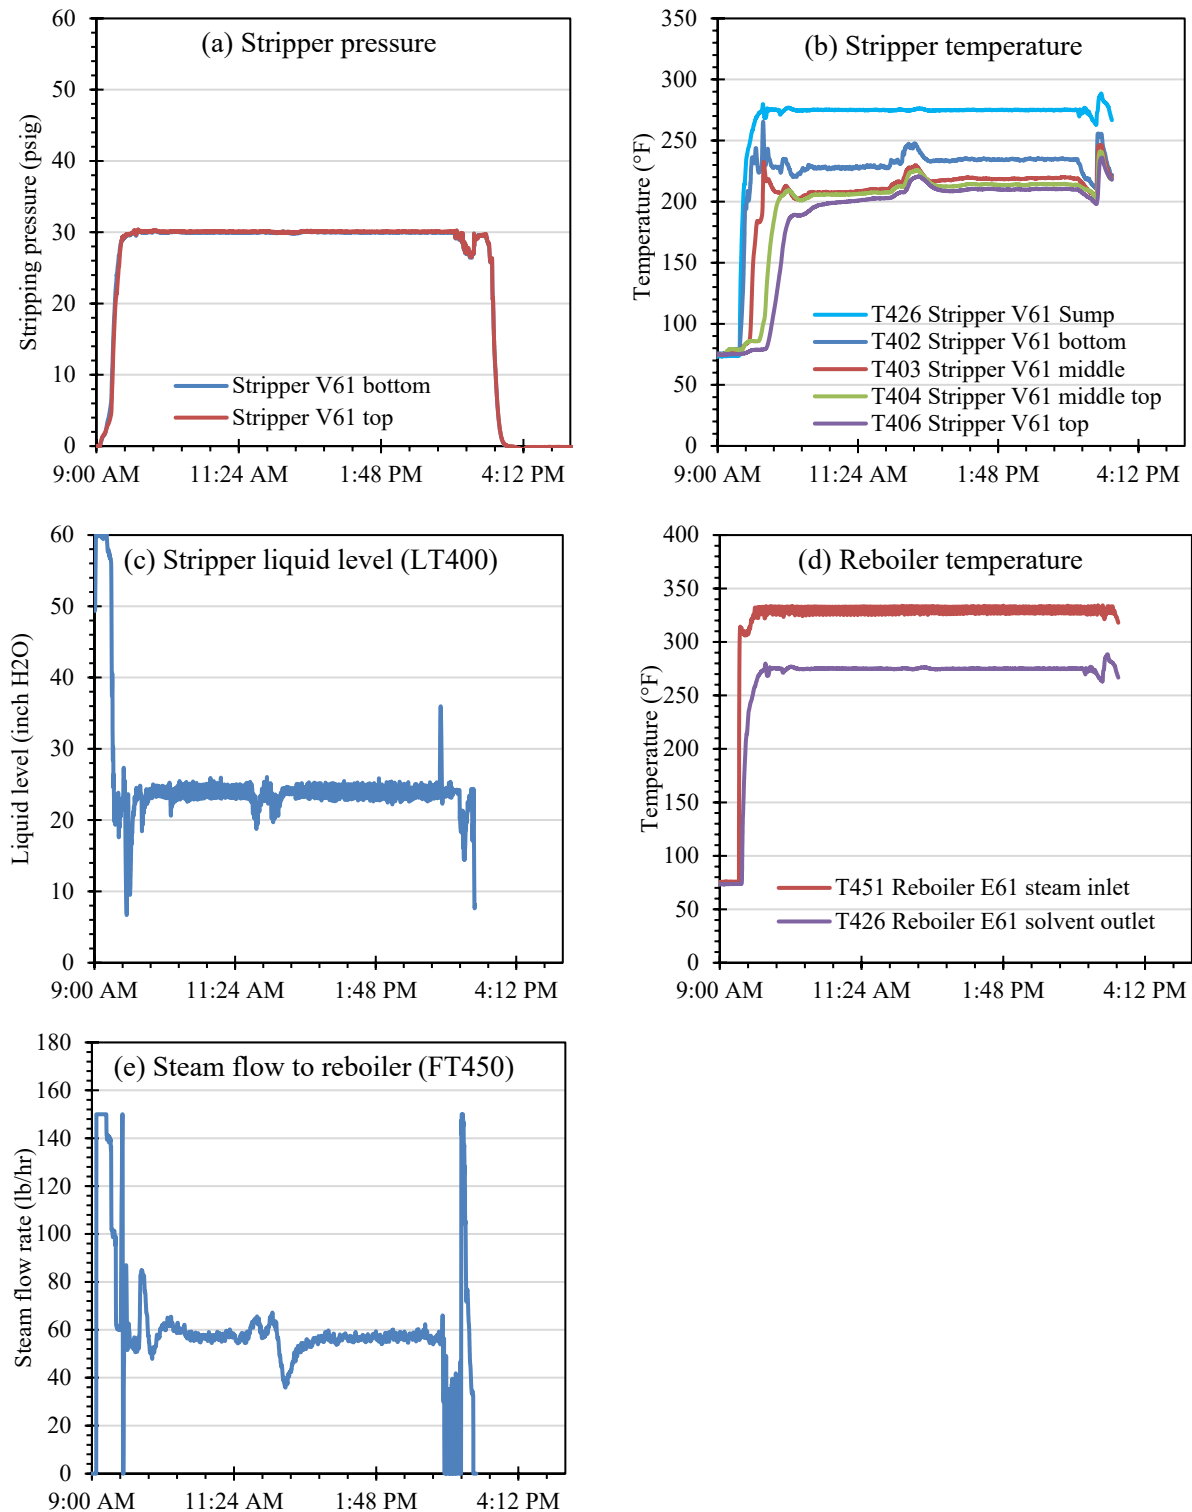 (a) Stripper pressure
Stripping pressure (psig)
60
50
40
30
20
10
0
Stripper V61 bottom
Stripper V61 top
9:00 AM 11:24 AM 1:48 PM 4:12 PM
(b) Stripper temperature
Temperature (°F)
350
300
250
200
150
100
50
0
T426 Stripper V61 Sump
T402 Stripper V61 bottom
T403 Stripper V61 middle
T404 Stripper V61 middle top
T406 Stripper V61 top
9:00 AM 11:24 AM 1:48 PM 4:12 PM
(c) Stripper liquid level (LT400)
Liquid level (inch H2O)
60
50
40
30
20
10
0
9:00 AM 11:24 AM 1:48 PM 4:12 PM
(d) Reboiler temperature
Temperature (°F)
400
350
300
250
200
150
100
50
0
T451 Reboiler E61 steam inlet
T426 Reboiler E61 solvent outlet
9:00 AM 11:24 AM 1:48 PM 4:12 PM
(e) Steam flow to reboiler (FT450)
Steam flow rate (lb/hr)
180
160
140
120
100
80
60
40
20
0
9:00 AM 11:24 AM 1:48 PM 4:12 PM